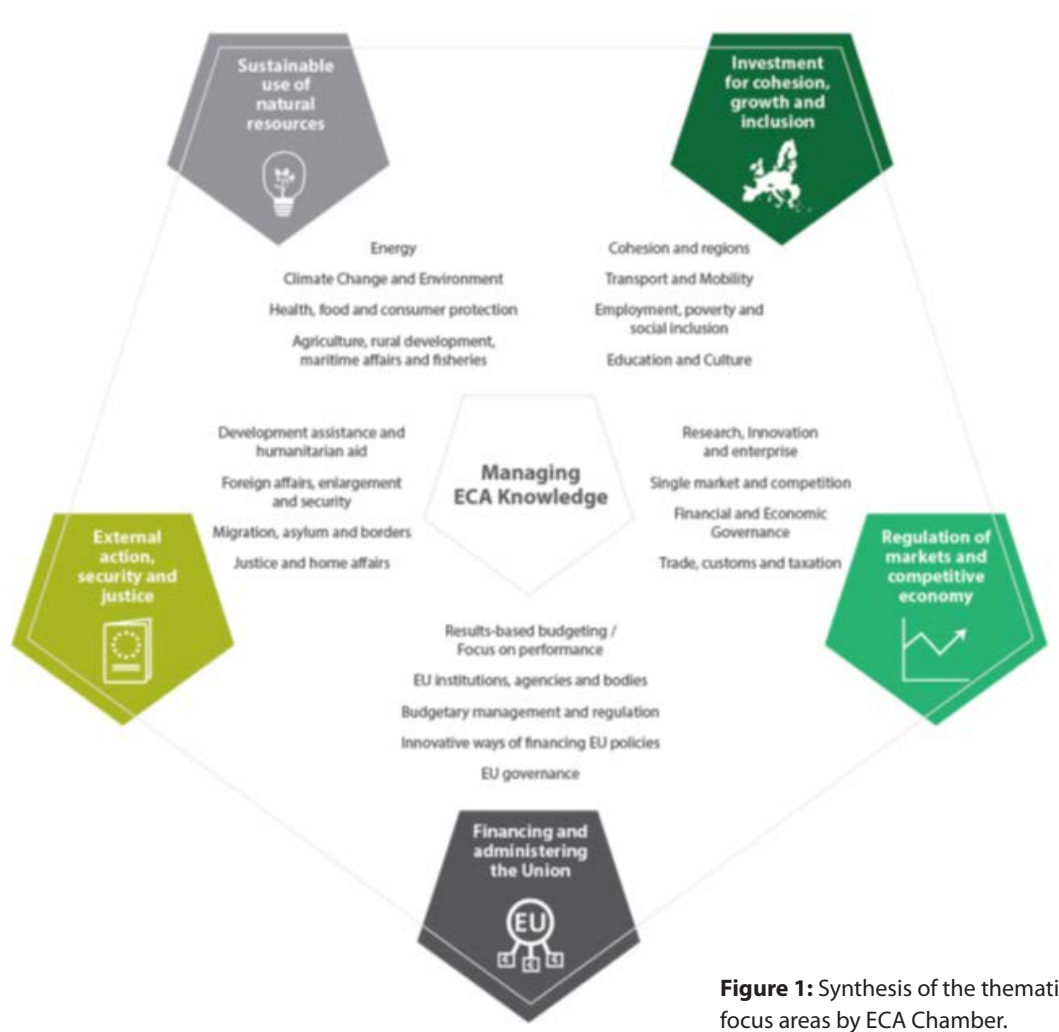 Sustainable
use of
natural
resources
Investment
for cohesion,
growth and
inclusion
Energy
Climate Change and Environment
Health, food and consumer protection
Agriculture, rural development,
maritime affairs and fisheries
Cohesion and regions
Transport and Mobility
Employment, poverty and
social inclusion
Education and Culture
Development assistance and
humanitarian aid
Foreign affairs, enlargement
and security
Migration, asylum and borders
Justice and home affairs
Managing
ECA Knowledge
Research, Innovation
and enterprise
Single market and competition
Financial and Economic
Governance
Trade, customs and taxation
External
action,
security and
justice
Regulation of
markets and
competitive
economy
Results-based budgeting /
Focus on performance
EU institutions, agencies and bodies
Budgetary management and regulation
Innovative ways of financing EU policies
EU governance
Financing and
administering
the Union
EU
€ € €
Figure 1: Synthesis of the themati
focus areas by ECA Chamber.